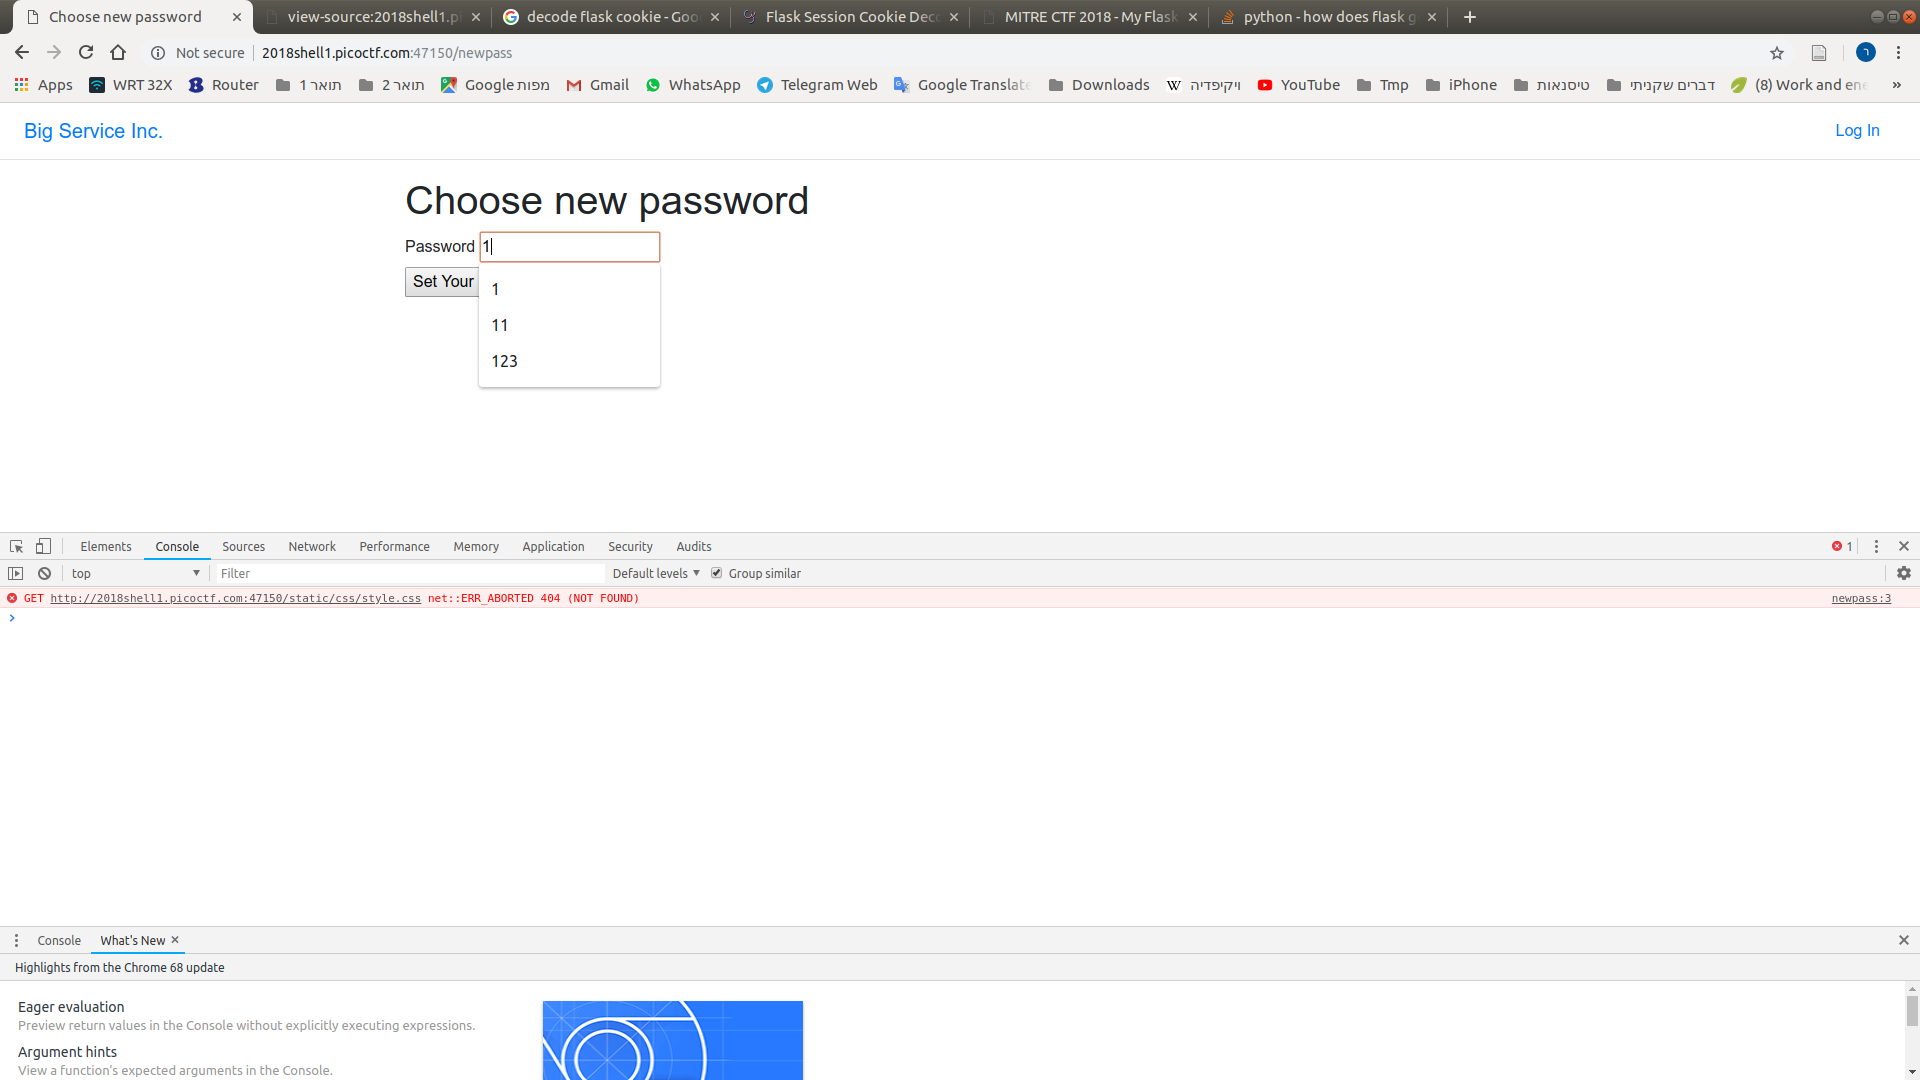 Choose new password
view-source:2018shell1.pi
decode flask cookie - Goo
Flask Session Cookie Deco
MITRE CTF 2018 - My Flask
python - how does flask g
Not secure
2018shell1.picoctf.com:47150/newpass
Apps
WRT 32X
Router
תואר 1
תואר 2
Google מפות
Gmail
WhatsApp
Telegram Web
Google Translate
Downloads
W ויקיפדיה
YouTube
Tmp
iPhone
טיסנאות
דברים שקניתי
(8) Work and ene
»
Big Service Inc.
Log In
Choose new password
Password 1
Set Your
1
11
123
Elements Console Sources Network Performance Memory Application Security Audits
1
top
Filter
Default levels
Group similar
GET http://2018shell1.picoctf.com:47150/static/css/style.css net::ERR_ABORTED 404 (NOT FOUND)
newpass:3
Console What's New
Highlights from the Chrome 68 update
Eager evaluation
Preview return values in the Console without explicitly executing expressions.
Argument hints
View a function's expected arguments in the Console.